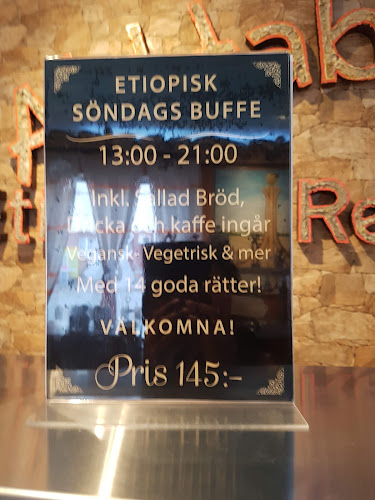 ETIOPISK
SÖNDAGS BUFFE
13:00 - 21:00
Inkl. Sallad Bröd,
och kaffe ingår
Vegansk- Vegetrisk & mer
Med 14 goda rätter!
VÄLKOMNA!
Pris 145:-